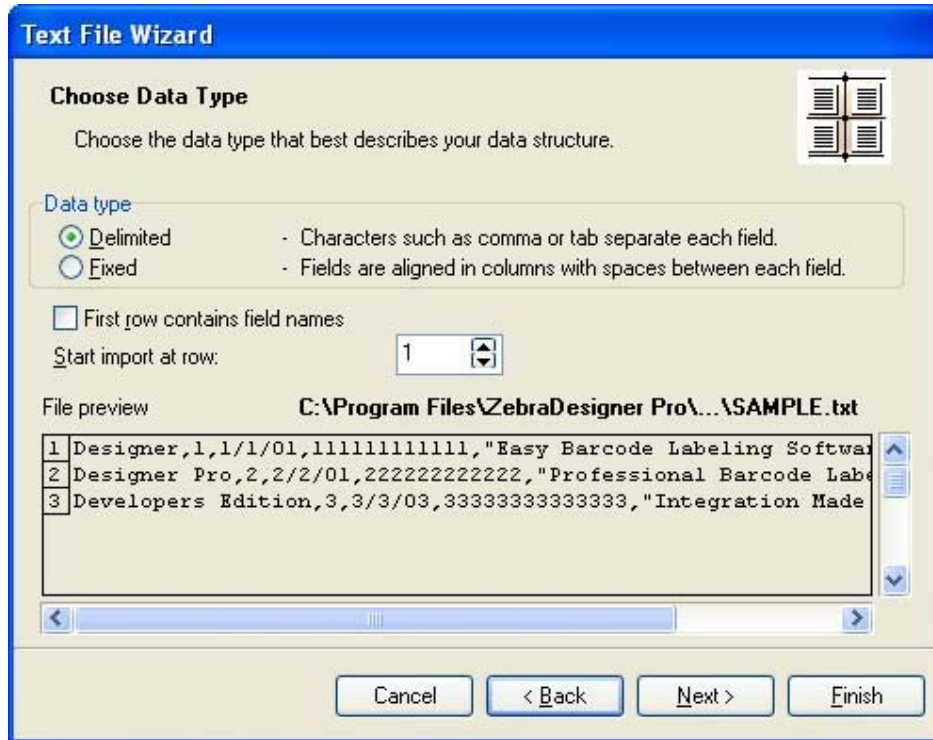 Text File Wizard
Choose Data Type
Choose the data type that best describes your data structure.
Data type
Delimited - Characters such as comma or tab separate each field.
Fixed - Fields are aligned in columns with spaces between each field.
First row contains field names
Start import at row: 1
File preview C:\Program Files\ZebraDesigner Pro\...\SAMPLE.txt
1 Designer,1,1/1/01,111111111111,"Easy Barcode Labeling Softwa
2 Designer Pro,2,2/2/01,222222222222,"Professional Barcode Labe
3 Developers Edition,3,3/3/03,33333333333333,"Integration Made
Cancel < Back Next > Finish